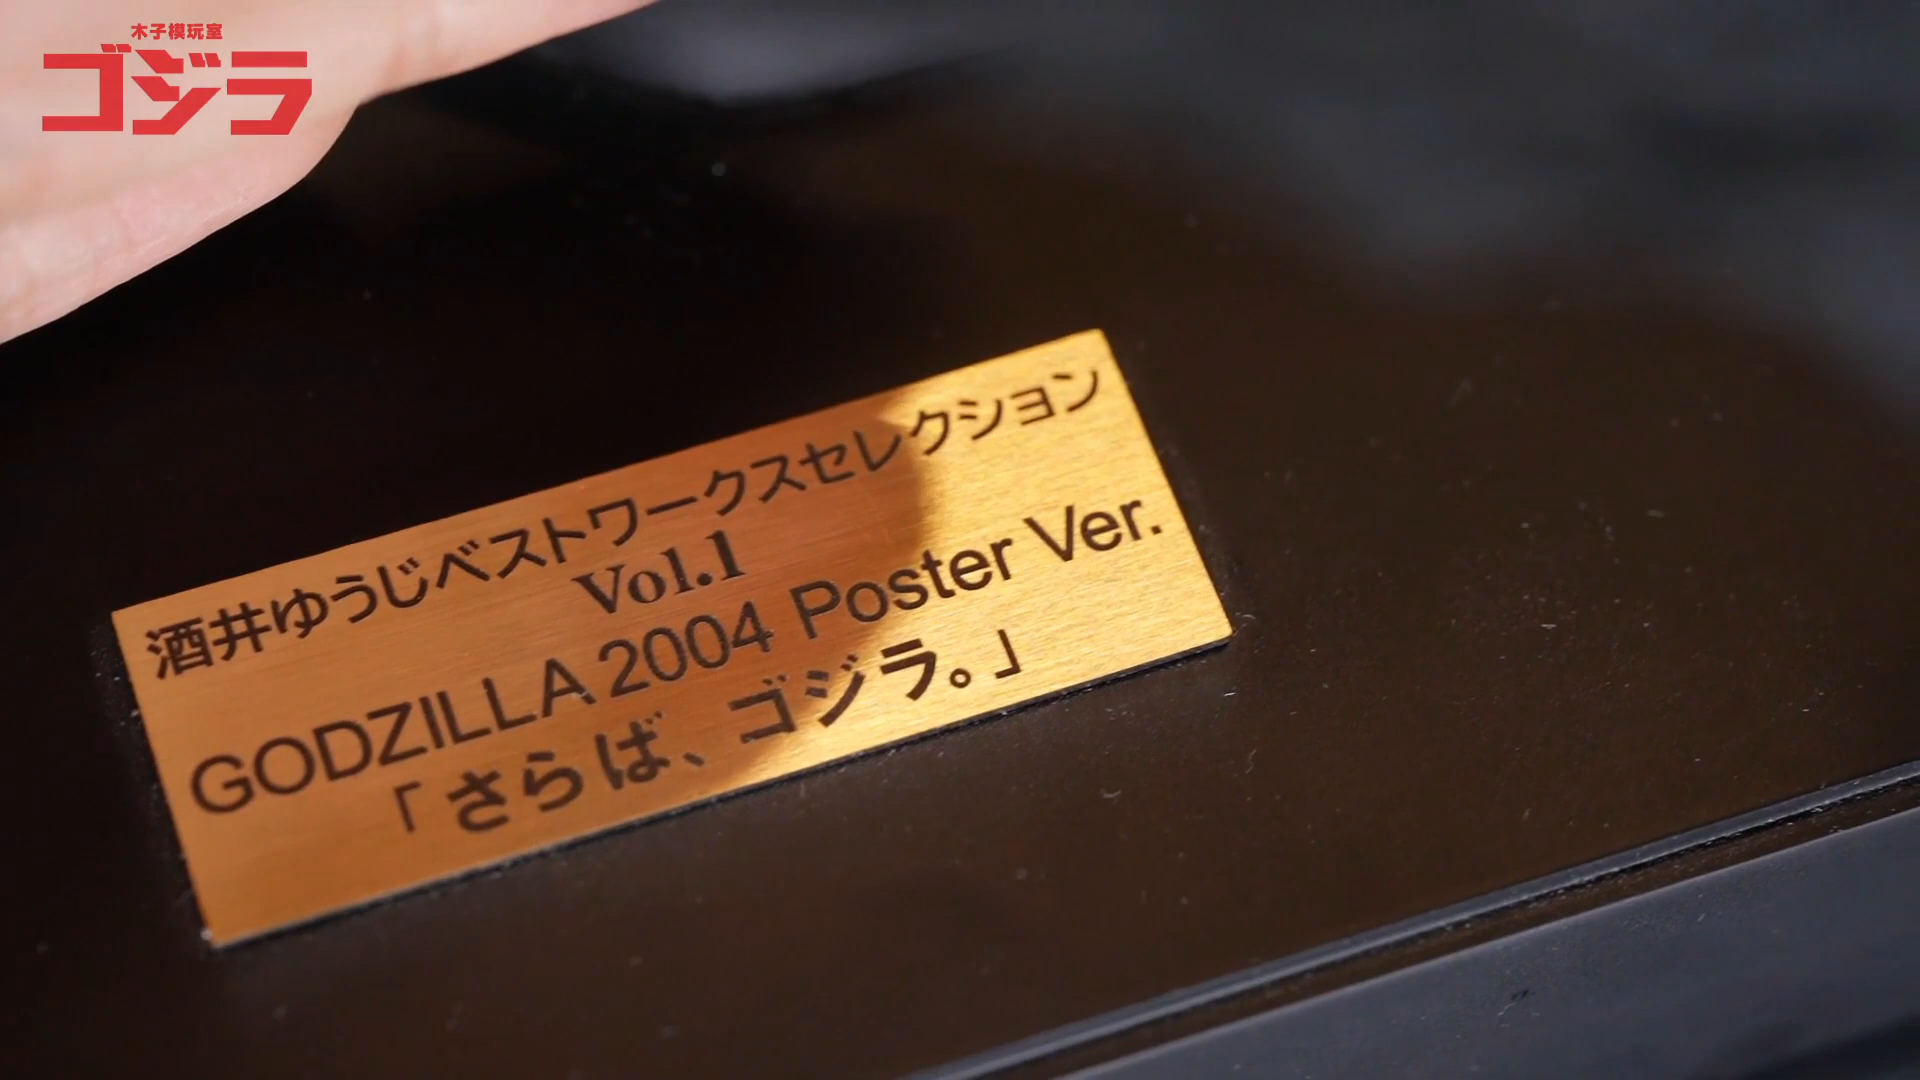 木子模玩室
ゴジラ
酒井ゆうじベストワークスセレクション
Vol.1
GODZILLA 2004 Poster Ver.
「さらば、ゴジラ。」